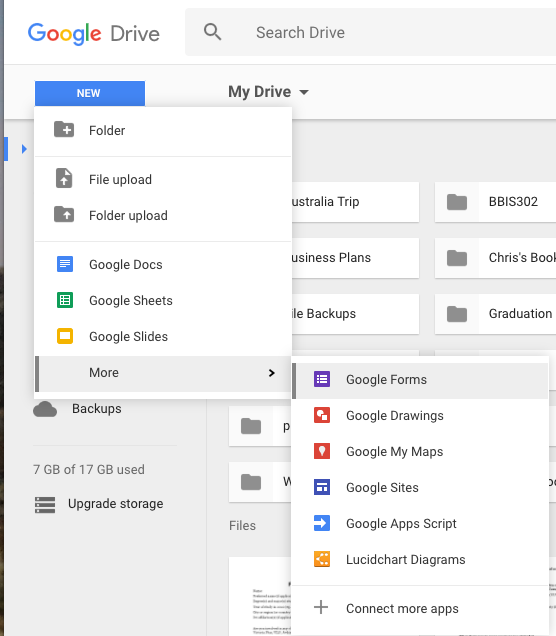 Google Drive
Search Drive
NEW
My Drive
Folder
File upload
Folder upload
Google Docs
Google Sheets
Google Slides
More
ustralia Trip
BBIS302
usiness Plans
Chris's Book
ile Backups
Graduation
Google Forms
Google Drawings
Google My Maps
Google Sites
Google Apps Script
Lucidchart Diagrams
Connect more apps
Backups
p
W
7 GB of 17 GB used
Upgrade storage
Files